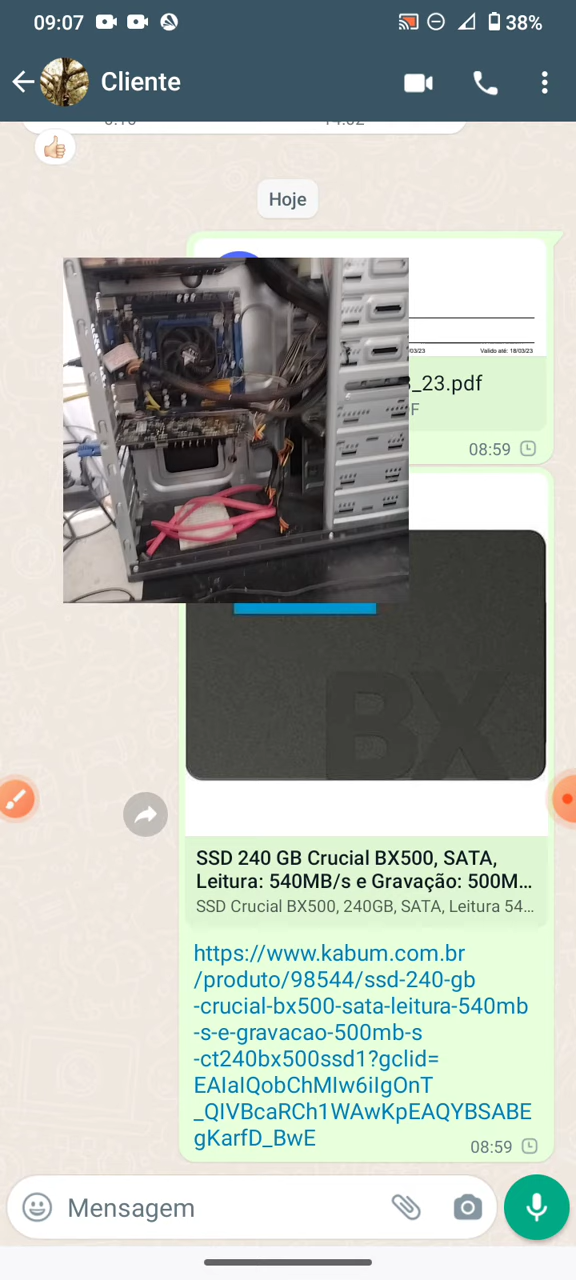 09:07
38%
Cliente
Hoje
03/23 Valido até: 18/03/23
_23.pdf
08:59
BX
SSD 240 GB Crucial BX500, SATA,
Leitura: 540MB/s e Gravação: 500M...
SSD Crucial BX500, 240GB, SATA, Leitura 54...
https://www.kabum.com.br
/produto/98544/ssd-240-gb
-crucial-bx500-sata-leitura-540mb
-s-e-gravacao-500mb-s
-ct240bx500ssd1?gclid=
EAIaIQobChMIw6iIgOnT
_QIVBcaRCh1WAwKpEAQYBSABE
gKarfD_BwE
08:59
Mensagem